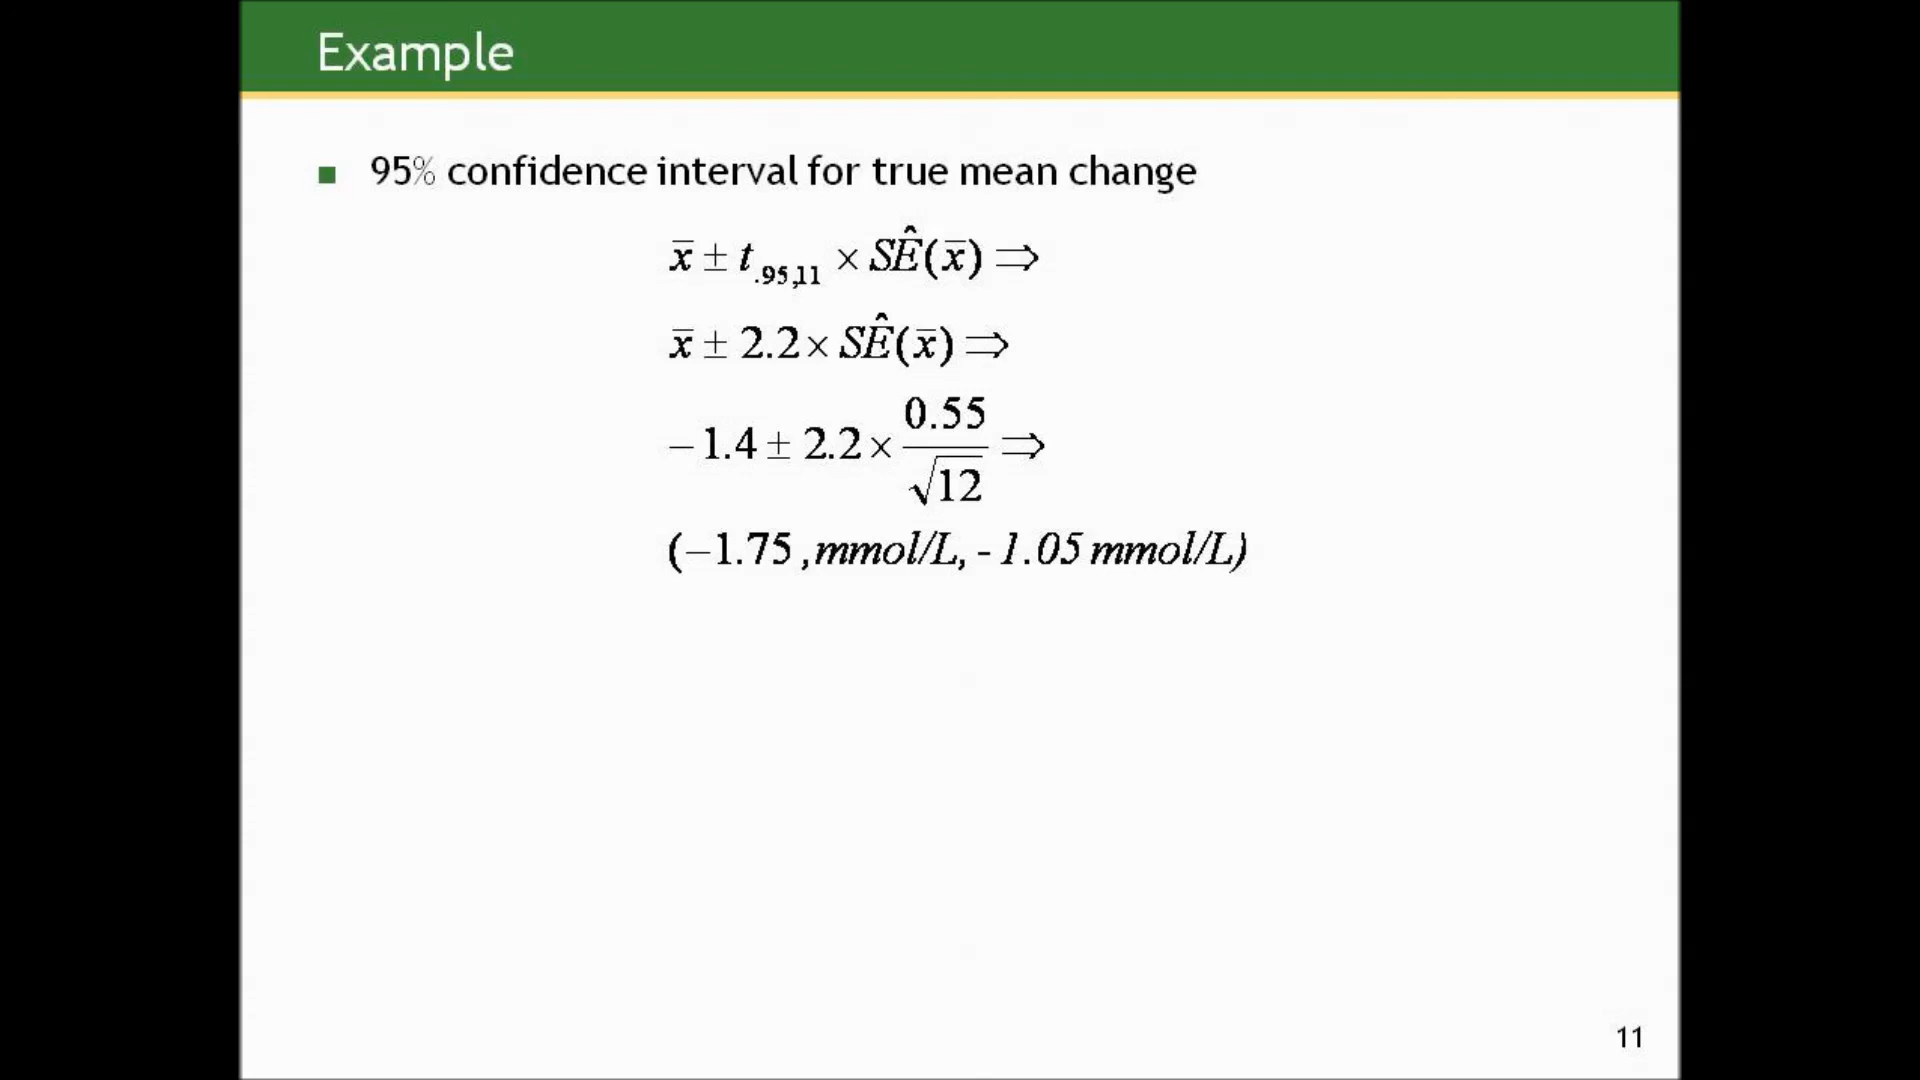 Example
95% confidence interval for true mean change
x̄ ± t.95,11 × SÊ(x̄) ⇒
x̄ ± 2.2 × SÊ(x̄) ⇒
−1.4 ± 2.2 × 0.55/√12 ⇒
(−1.75 ,mmol/L, - 1.05 mmol/L)
11